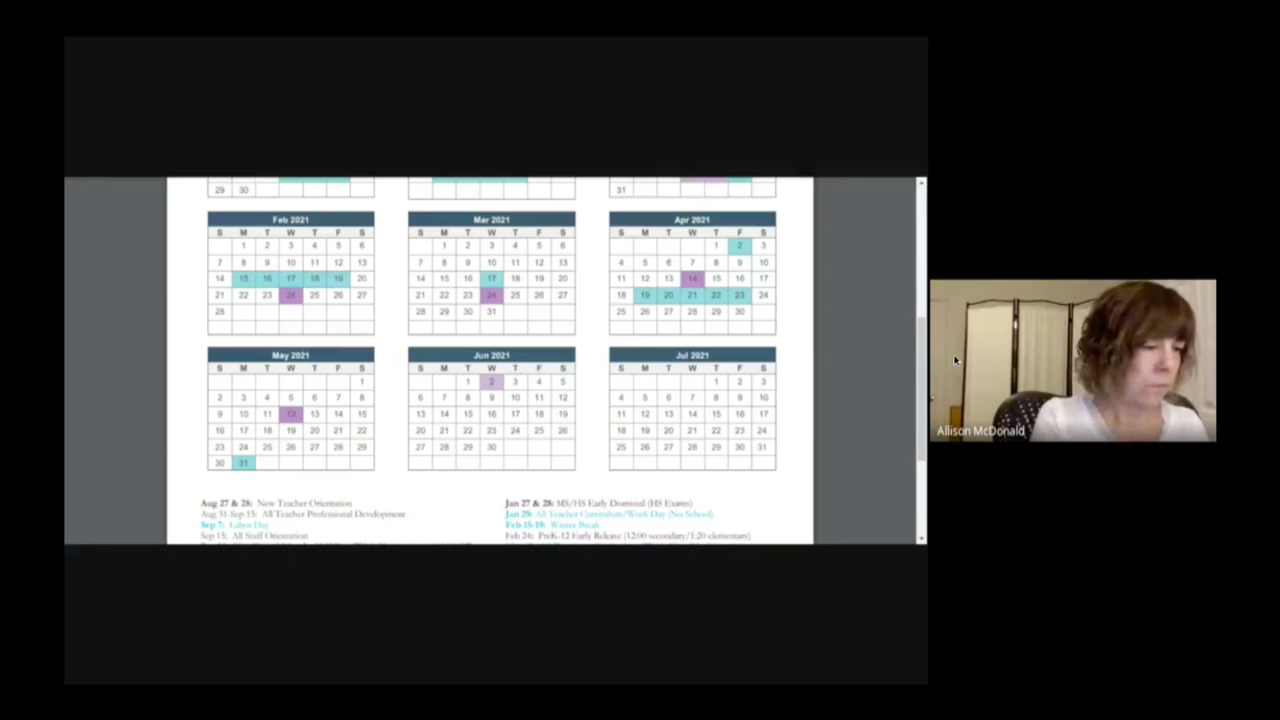 29 30
31
Feb 2021 Mar 2021 Apr 2021
S M T W T F S S M T W T F S S M T W T F S
1 2 3 4 5 6 1 2 3 4 5 6 1 2 3
7 8 9 10 11 12 13 7 8 9 10 11 12 13 4 5 6 7 8 9 10
14 15 16 17 18 19 20 14 15 16 17 18 19 20 11 12 13 14 15 16 17
21 22 23 24 25 26 27 21 22 23 24 25 26 27 18 19 20 21 22 23 24
28 28 29 30 31 25 26 27 28 29 30
May 2021 Jun 2021 Jul 2021
S M T W T F S S M T W T F S S M T W T F S
1 1 2 3 4 5 1 2 3
2 3 4 5 6 7 8 6 7 8 9 10 11 12 4 5 6 7 8 9 10
9 10 11 12 13 14 15 13 14 15 16 17 18 19 11 12 13 14 15 16 17
16 17 18 19 20 21 22 20 21 22 23 24 25 26 18 19 20 21 22 23 24
23 24 25 26 27 28 29 27 28 29 30 25 26 27 28 29 30 31
30 31
Aug 27 & 28: New Teacher Orientation
Aug 31-Sep 15: All Teacher Professional Development
Sep 7: Labor Day
Sep 15: All Staff Orientation
Jan 27 & 28: MS/HS Early Dismissal (HS Exams)
Jan 29: All Teacher Curriculum/Work Day (No School)
Feb 15-19: Winter Break
Feb 24: PreK-12 Early Release (12:00 secondary/1:20 elementary)
Allison McDonald